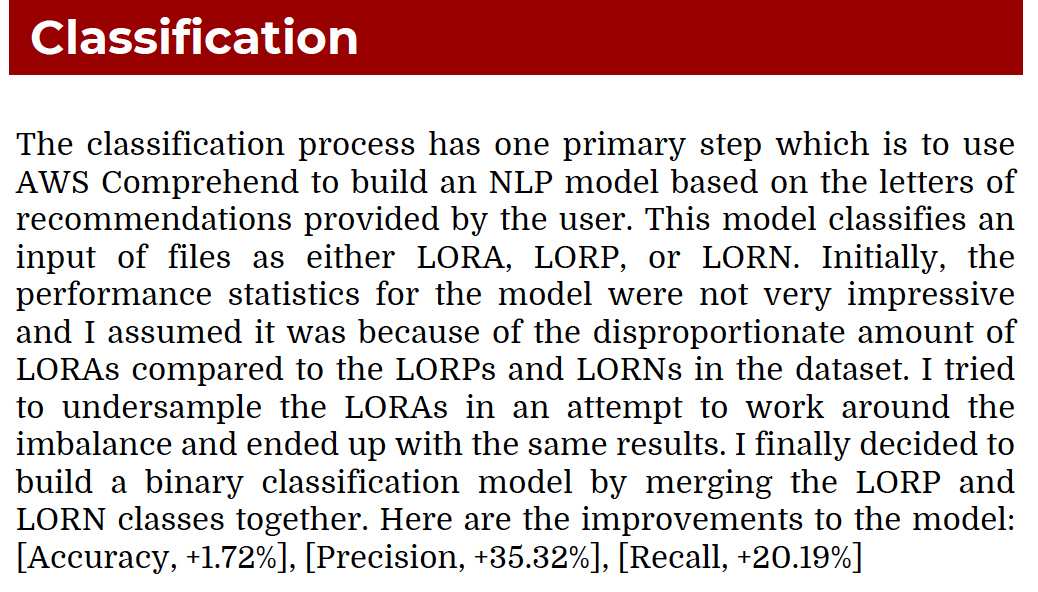 Classification
The classification process has one primary step which is to use
AWS Comprehend to build an NLP model based on the letters of
recommendations provided by the user. This model classifies an
input of files as either LORA, LORP, or LORN. Initially, the
performance statistics for the model were not very impressive
and I assumed it was because of the disproportionate amount of
LORAs compared to the LORPs and LORNs in the dataset. I tried
to undersample the LORAs in an attempt to work around the
imbalance and ended up with the same results. I finally decided to
build a binary classification model by merging the LORP and
LORN classes together. Here are the improvements to the model:
[Accuracy, +1.72%], [Precision, +35.32%], [Recall, +20.19%]